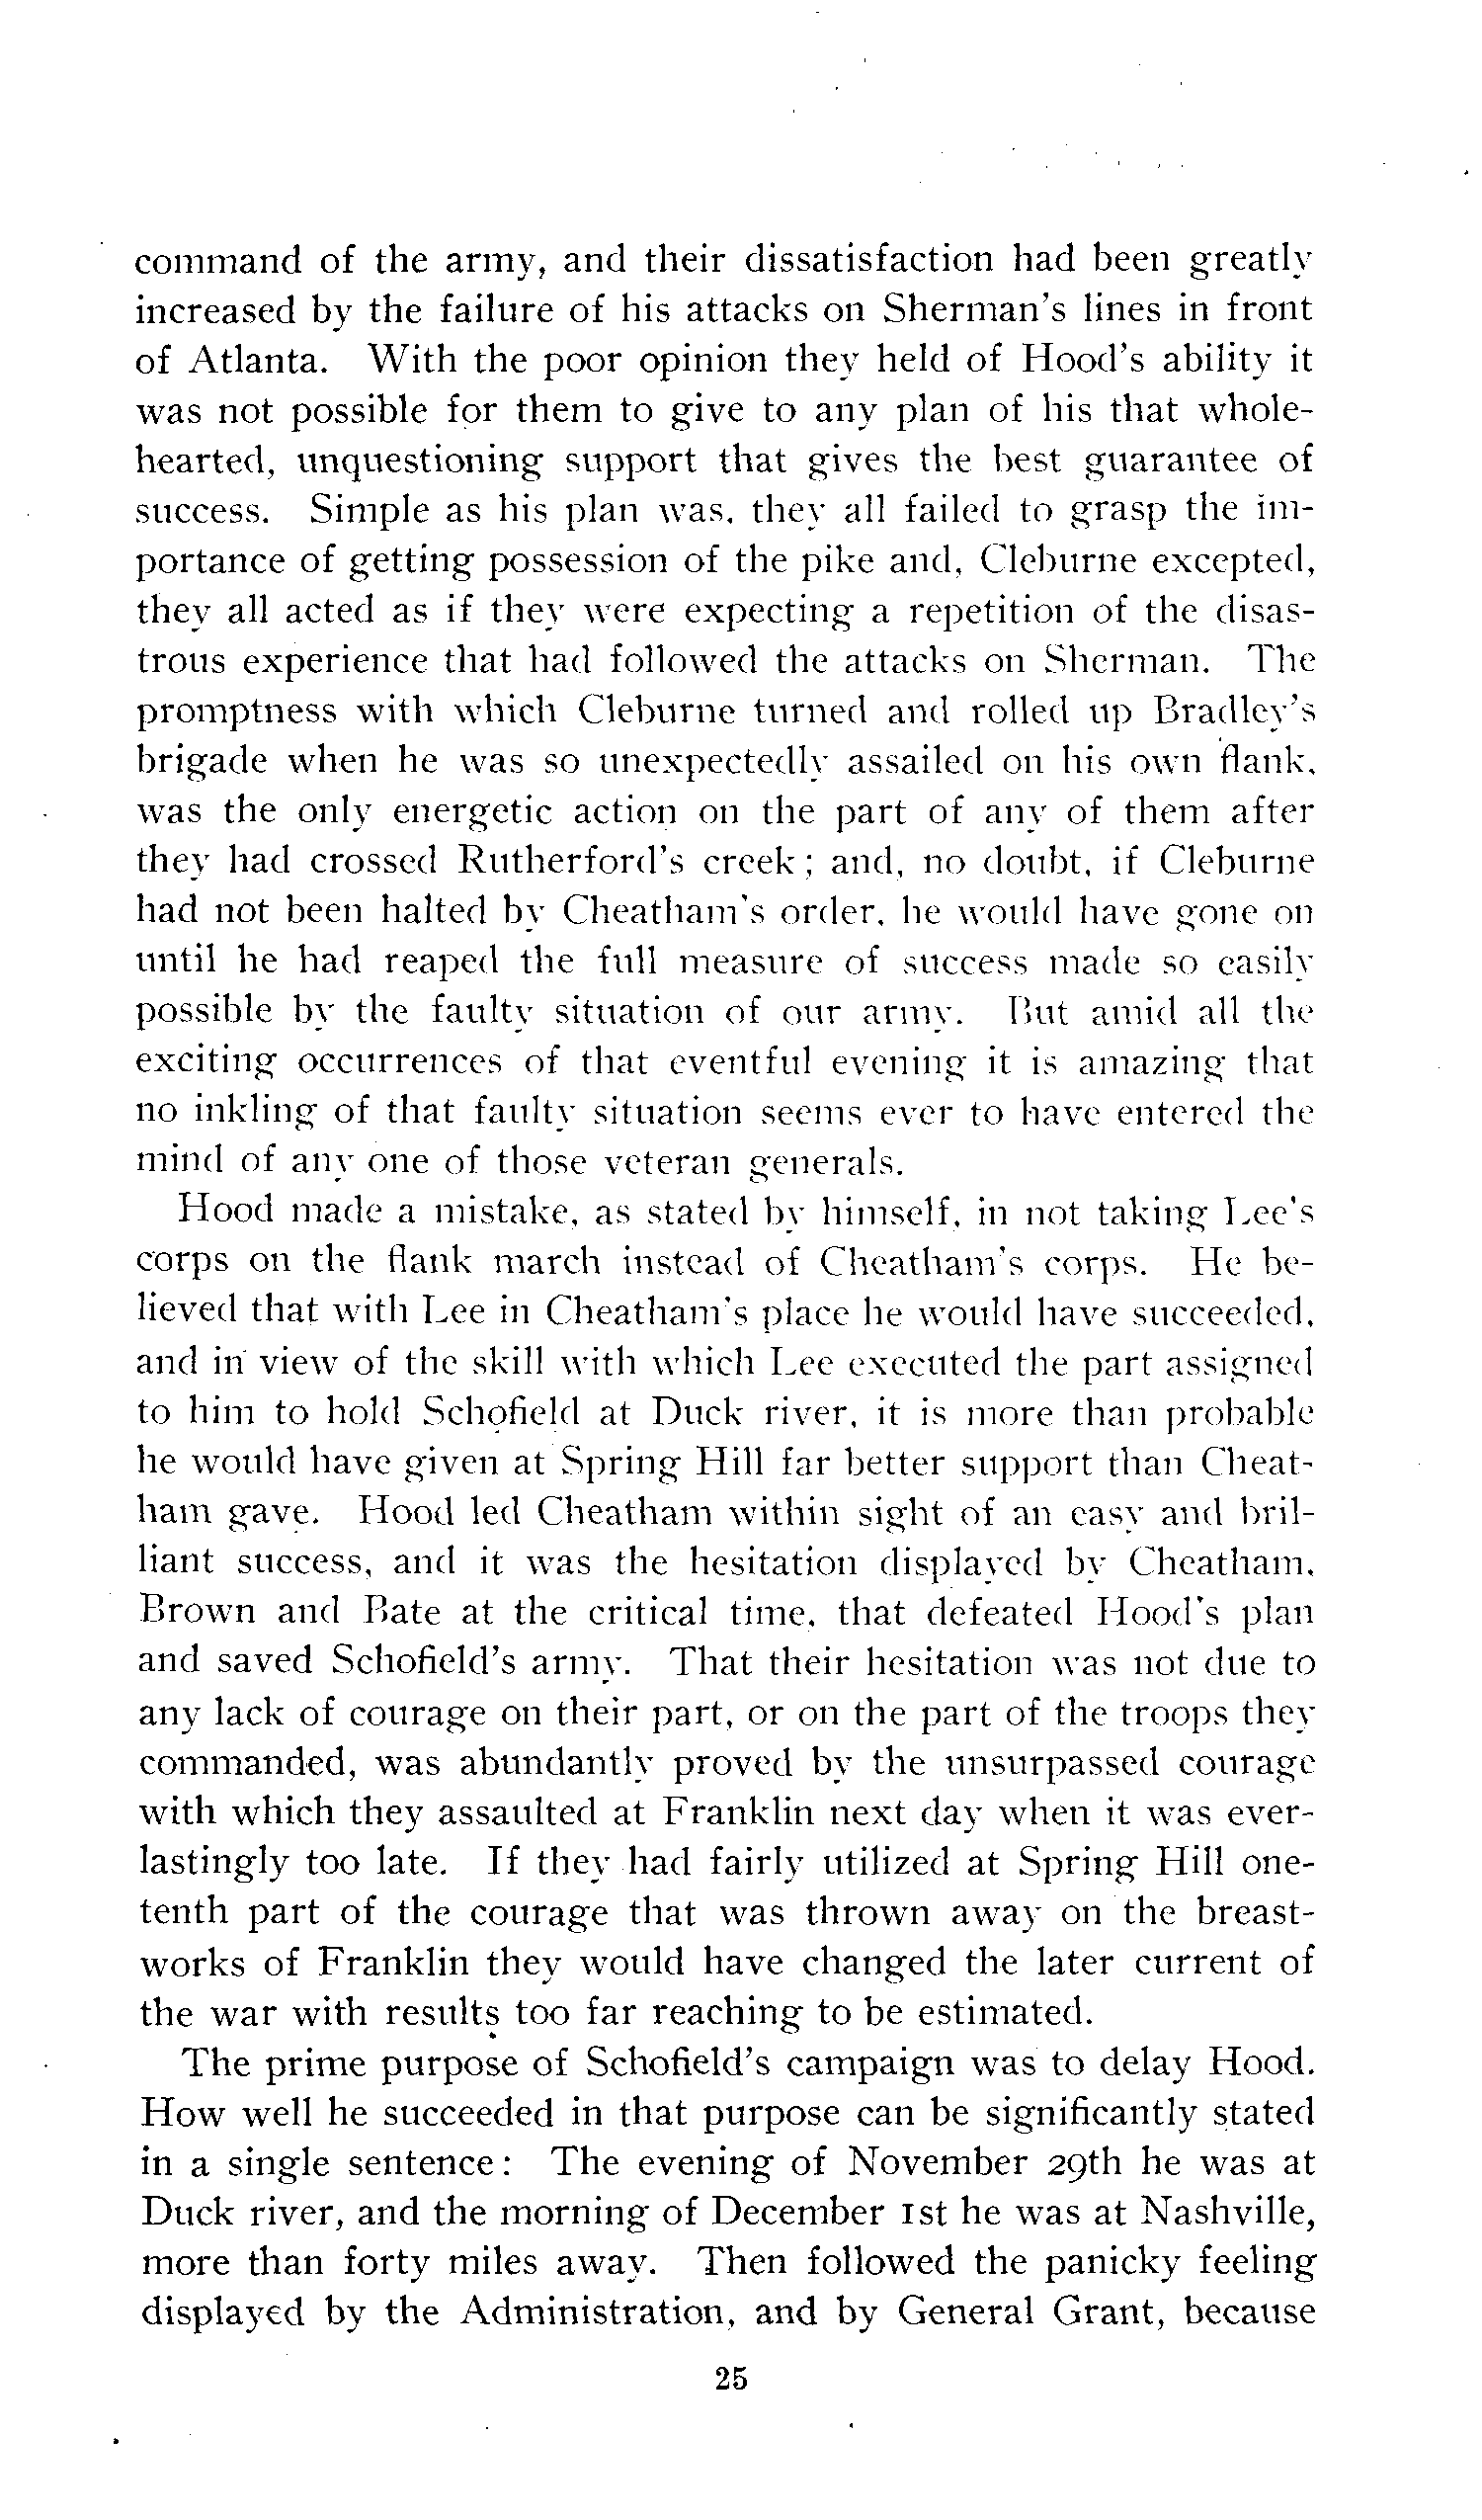 command of the army, and their dissatisfaction had been greatly
increased by the failure of his attacks on Sherman's lines in front
of Atlanta. With the poor opinion they held of Hood's ability it
was not possible for them to give to any plan of his that whole-
hearted, unquestioning support that gives the best guarantee of
success. Simple as his plan was, they all failed to grasp the im-
portance of getting possession of the pike and, Cleburne excepted,
they all acted as if they were expecting a repetition of the disas-
trous experience that had followed the attacks on Sherman. The
promptness with which Cleburne turned and rolled up Bradley's
brigade when he was so unexpectedly assailed on his own flank,
was the only energetic action on the part of any of them after
they had crossed Rutherford's creek; and, no doubt, if Cleburne
had not been halted by Cheatham's order, he would have gone on
until he had reaped the full measure of success made so easily
possible by the faulty situation of our army. But amid all the
exciting occurrences of that eventful evening it is amazing that
no inkling of that faulty situation seems ever to have entered the
mind of any one of those veteran generals.
Hood made a mistake, as stated by himself, in not taking Lee's
corps on the flank march instead of Cheatham's corps. He be-
lieved that with Lee in Cheatham's place he would have succeeded,
and in view of the skill with which Lee executed the part assigned
to him to hold Schofield at Duck river, it is more than probable
he would have given at Spring Hill far better support than Cheat-
ham gave. Hood led Cheatham within sight of an easy and bril-
liant success, and it was the hesitation displayed by Cheatham,
Brown and Bate at the critical time, that defeated Hood's plan
and saved Schofield's army. That their hesitation was not due to
any lack of courage on their part, or on the part of the troops they
commanded, was abundantly proved by the unsurpassed courage
with which they assaulted at Franklin next day when it was ever-
lastingly too late. If they had fairly utilized at Spring Hill one-
tenth part of the courage that was thrown away on the breast-
works of Franklin they would have changed the later current of
the war with results too far reaching to be estimated.
The prime purpose of Schofield's campaign was to delay Hood.
How well he succeeded in that purpose can be significantly stated
in a single sentence: The evening of November 29th he was at
Duck river, and the morning of December 1st he was at Nashville,
more than forty miles away. Then followed the panicky feeling
displayed by the Administration, and by General Grant, because
25